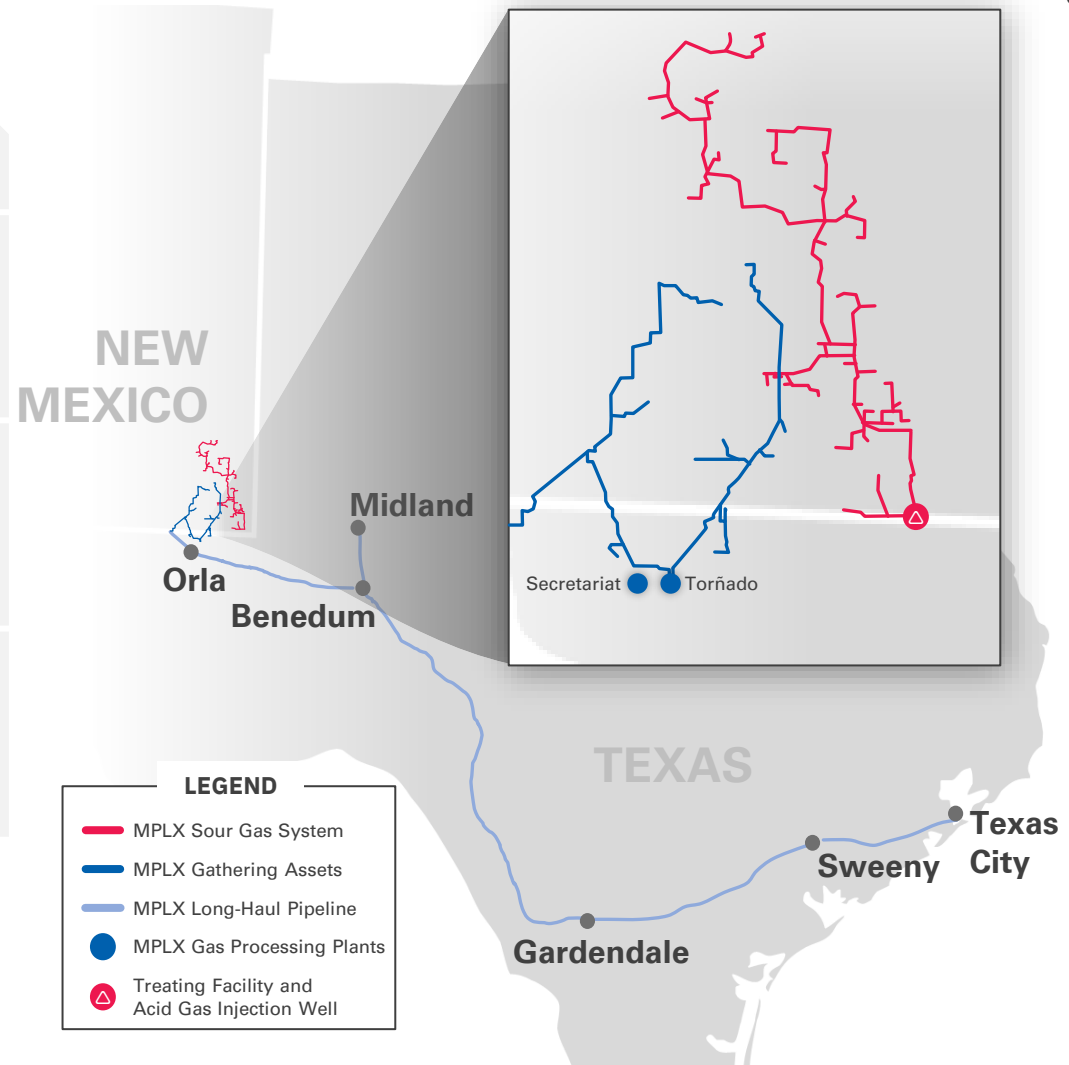 NEW
MEXICO
Midland
Orla
Benedum
Secretariat
Torñado
TEXAS
LEGEND
MPLX Sour Gas System
MPLX Gathering Assets
MPLX Long-Haul Pipeline
MPLX Gas Processing Plants
Treating Facility and
Acid Gas Injection Well
Texas
City
Sweeny
Gardendale